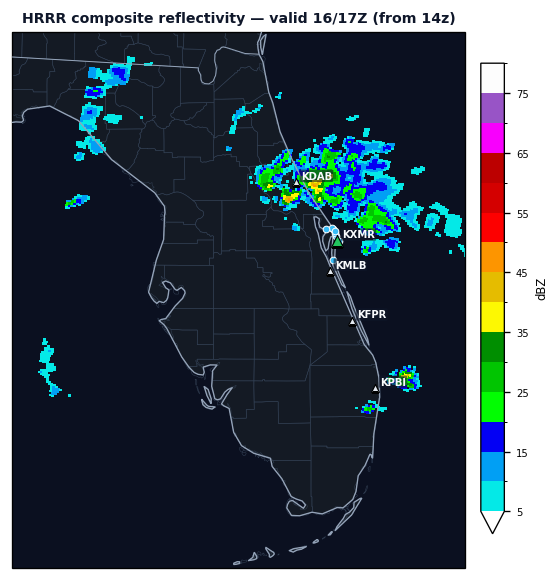 HRRR composite reflectivity — valid 16/17Z (from 14z)
KDAB
KXMR
KMLB
KFPR
KPBI
75
65
55
45
35
25
15
5
dBZ